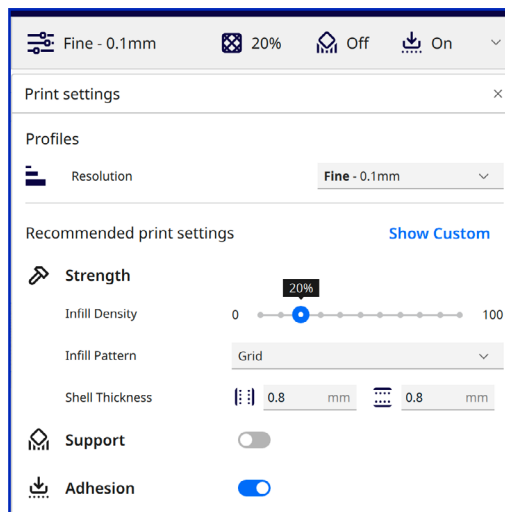 Fine - 0.1mm 20% Off On
Print settings
Profiles
Resolution Fine - 0.1mm
Recommended print settings Show Custom
Strength
20%
Infill Density 0 100
Infill Pattern Grid
Shell Thickness 0.8 mm 0.8 mm
Support
Adhesion